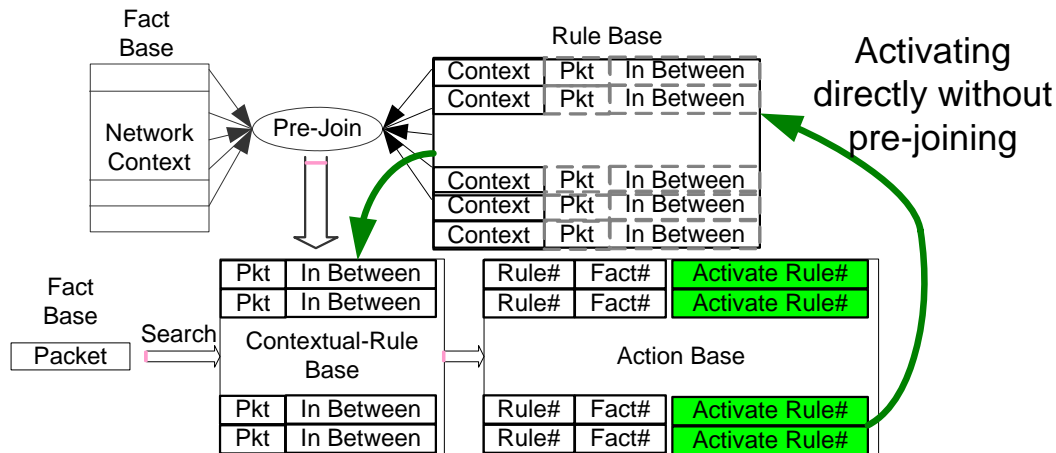 Fact
Base
Rule Base
Activating
directly without
pre-joining
Context Pkt In Between
Context Pkt In Between
Network
Context
Pre-Join
Context Pkt In Between
Context Pkt In Between
Context Pkt In Between
Fact
Base
Packet
Search
Pkt In Between
Pkt In Between
Contextual-Rule
Base
Pkt In Between
Pkt In Between
Rule# Fact# Activate Rule#
Rule# Fact# Activate Rule#
Action Base
Rule# Fact# Activate Rule#
Rule# Fact# Activate Rule#